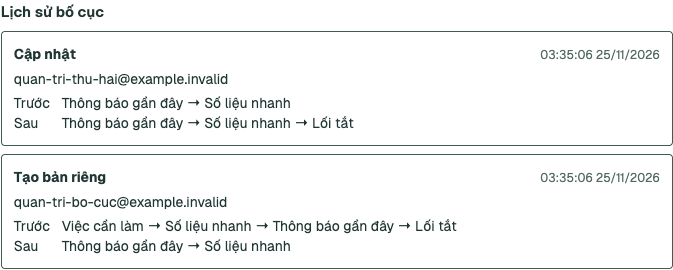 Lịch sử bố cục
Cập nhật 03:35:06 25/11/2026
quan-tri-thu-hai@example.invalid
Trước Thông báo gần đây → Số liệu nhanh
Sau Thông báo gần đây → Số liệu nhanh → Lối tắt
Tạo bản riêng 03:35:06 25/11/2026
quan-tri-bo-cuc@example.invalid
Trước Việc cần làm → Số liệu nhanh → Thông báo gần đây → Lối tắt
Sau Thông báo gần đây → Số liệu nhanh